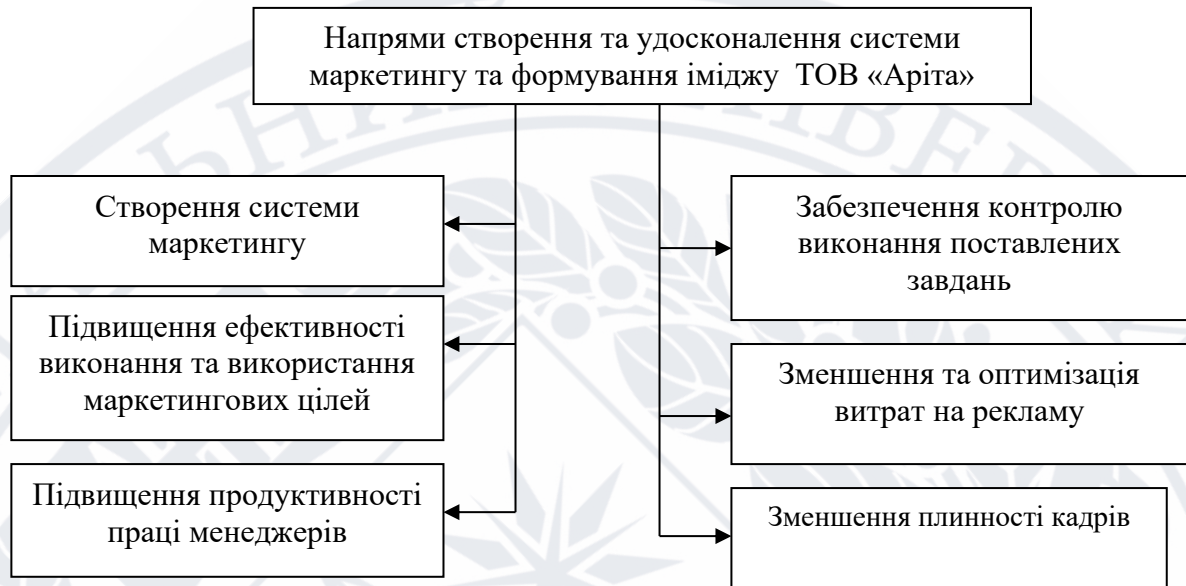 Напрями створення та удосконалення системи
маркетингу та формування іміджу ТОВ «Аріта»
Створення системи
маркетингу
Підвищення ефективності
виконання та використання
маркетингових цілей
Підвищення продуктивності
праці менеджерів
Забезпечення контролю
виконання поставлених
завдань
Зменшення та оптимізація
витрат на рекламу
Зменшення плинності кадрів